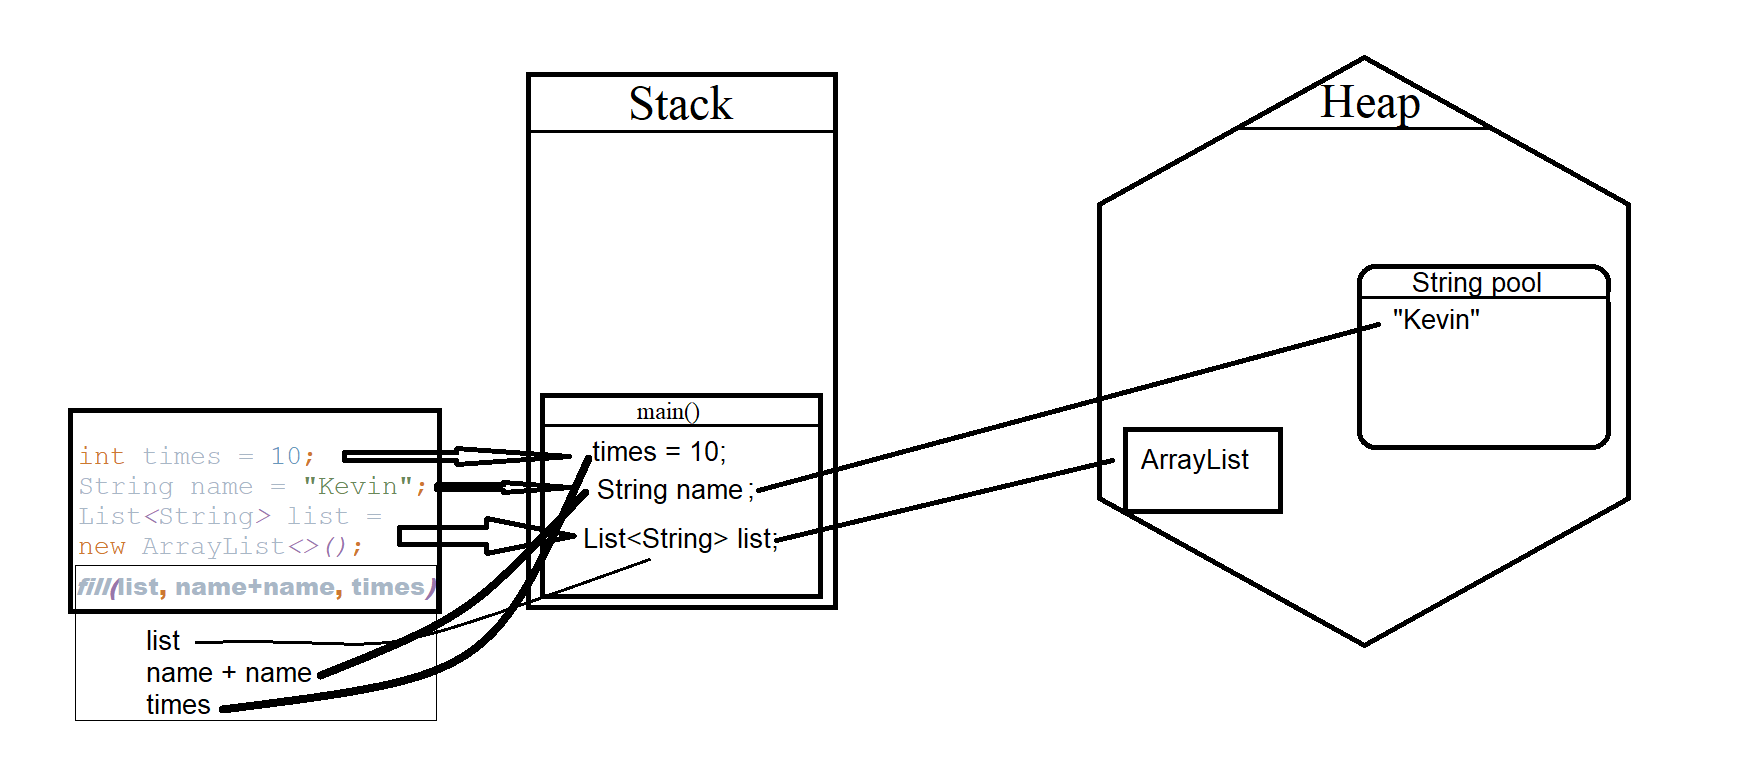 Stack
Heap
String pool
"Kevin"
main()
int times = 10;
String name = "Kevin";
List<String> list =
new ArrayList<>();
fill(list, name+name, times)
times = 10;
String name ;
List<String> list;
ArrayList
list
name + name
times